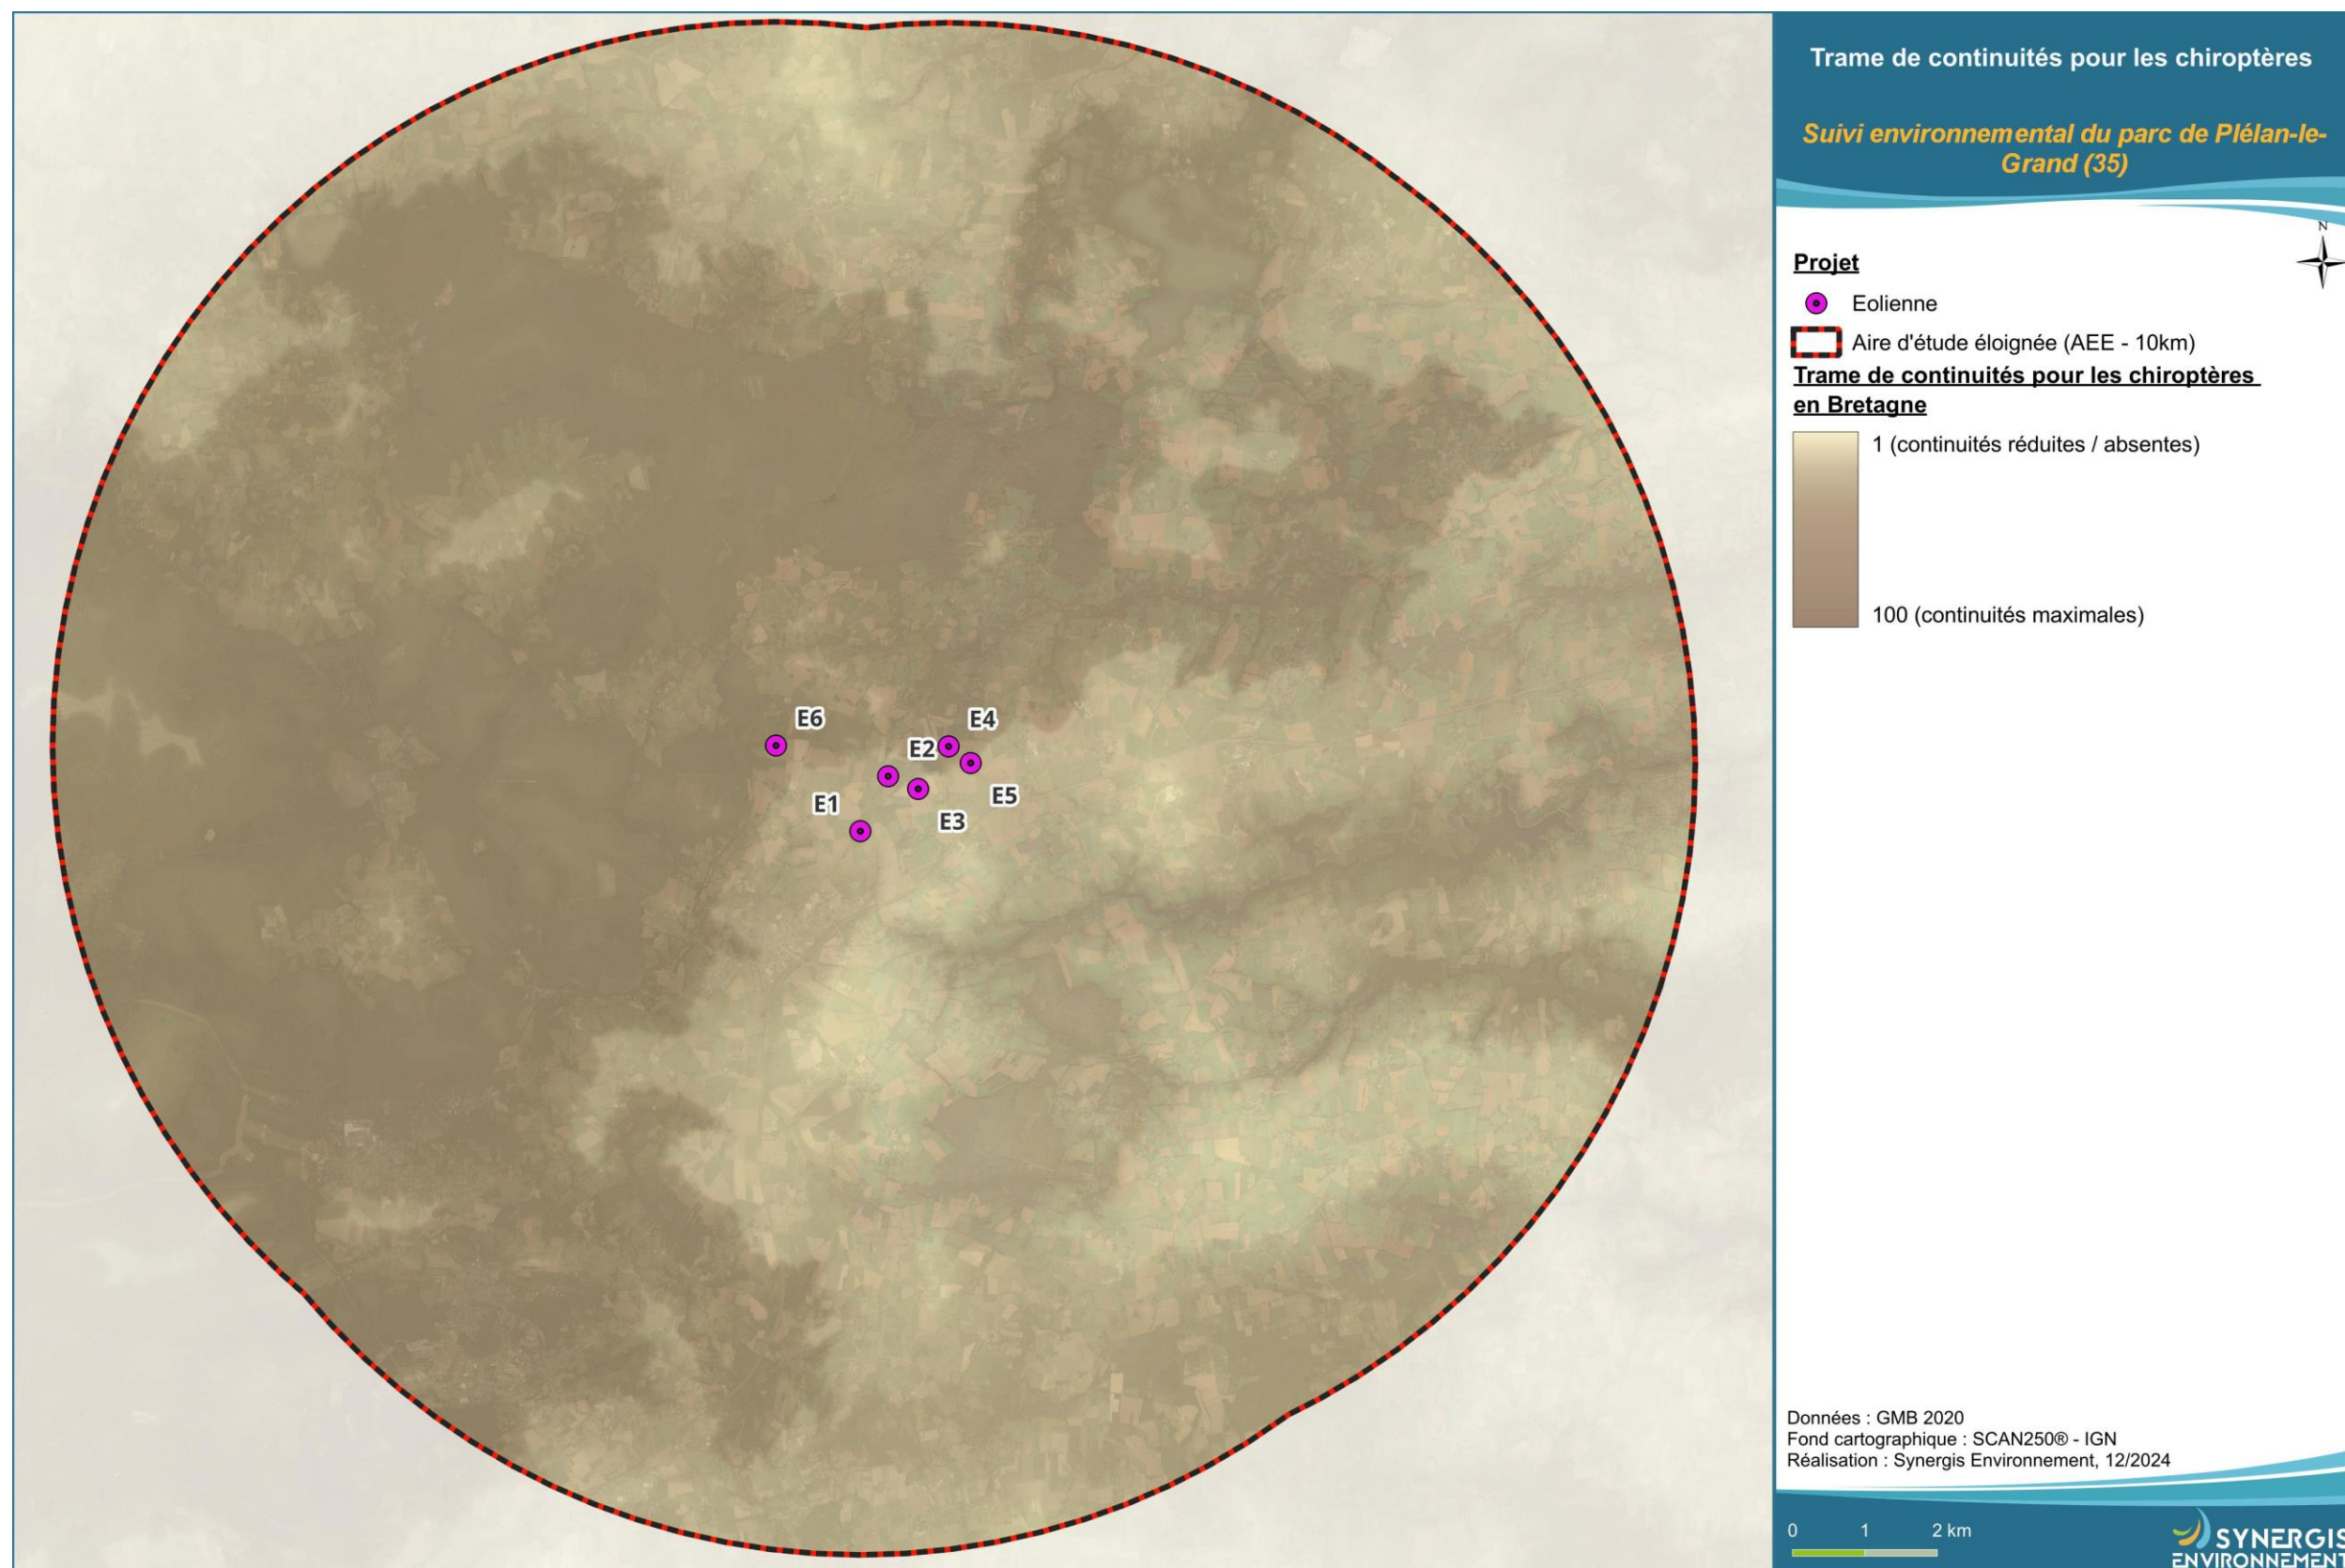 Trame de continuités pour les chiroptères
Suivi environnemental du parc de Plélan-le-
Grand (35)
N
Projet
Eolienne
Aire d'étude éloignée (AEE - 10km)
Trame de continuités pour les chiroptères
en Bretagne
1 (continuités réduites / absentes)
100 (continuités maximales)
E6
E4
E2
E5
E1
E3
Données : GMB 2020
Fond cartographique : SCAN250® - IGN
Réalisation : Synergis Environnement, 12/2024
0 1 2 km
SYNERGIS
ENVIRONNEMENT